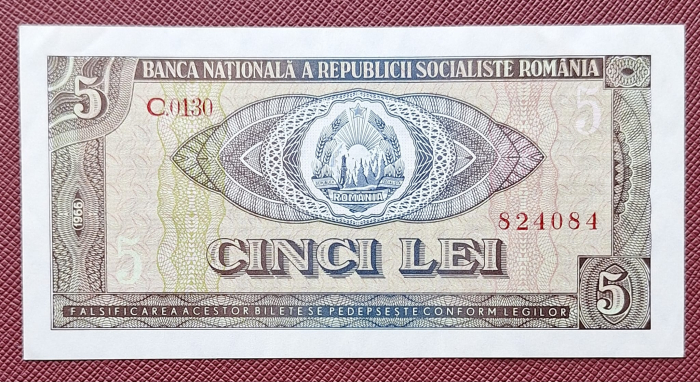 5 BANCA NAȚIONALĂ A REPUBLICII SOCIALISTE ROMÂNIA
C.0130
5
ROMÂNIA
(966)
824084
5
CINCI LEI
5
FALSIFICAREA ACESTOR BILETE SE PEDEPSEȘTE CONFORM LEGILOR